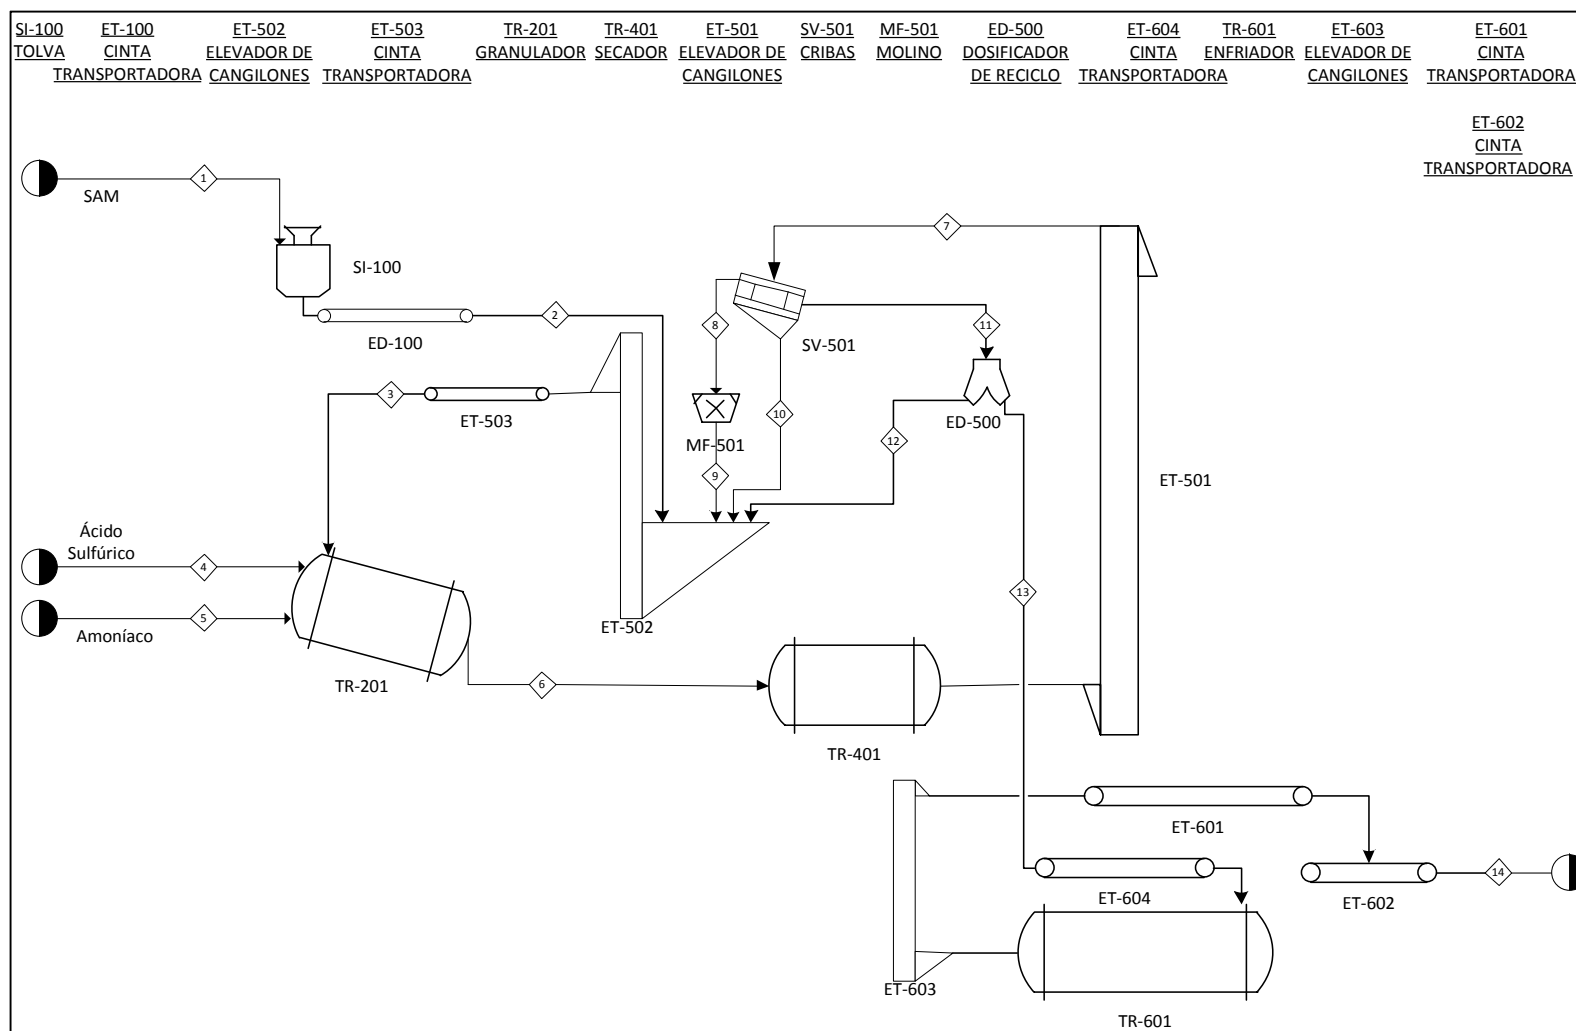 SI-100
TOLVA
ET-100
CINTA
TRANSPORTADORA
ET-502
ELEVADOR DE
CANGILONES
ET-503
CINTA
TRANSPORTADORA
TR-201
GRANULADOR
TR-401
SECADOR
ET-501
ELEVADOR DE
CANGILONES
SV-501
CRIBAS
MF-501
MOLINO
ED-500
DOSIFICADOR
DE RECICLO
ET-604
CINTA
TRANSPORTADORA
TR-601
ENFRIADOR
ET-603
ELEVADOR DE
CANGILONES
ET-601
CINTA
TRANSPORTADORA
ET-602
CINTA
TRANSPORTADORA
1
SAM
7
SI-100
2
8
11
ED-100
SV-501
3
ET-503
10
ED-500
12
MF-501
9
ET-501
Ácido
Sulfúrico
4
5
Amoníaco
13
ET-502
TR-201
6
TR-401
ET-601
14
ET-604
ET-602
ET-603
TR-601